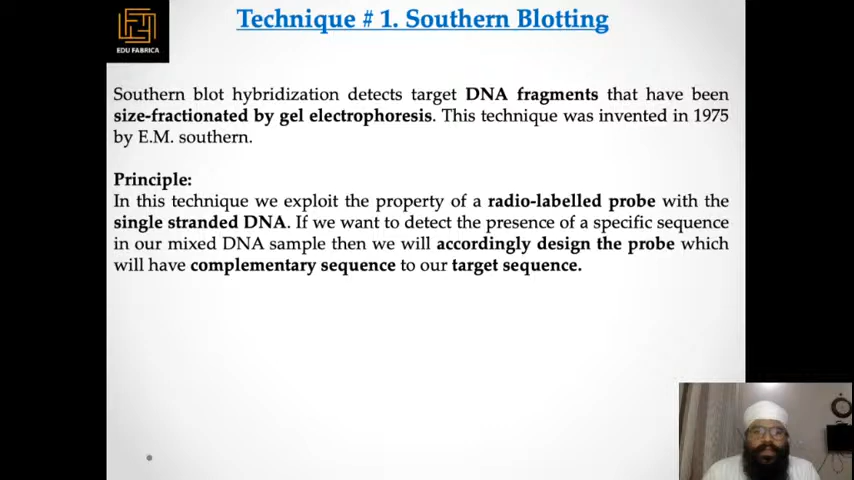 Technique # 1. Southern Blotting
EDU FABRICA
Southern blot hybridization detects target DNA fragments that have been
size-fractionated by gel electrophoresis. This technique was invented in 1975
by E.M. southern.
Principle:
In this technique we exploit the property of a radio-labelled probe with the
single stranded DNA. If we want to detect the presence of a specific sequence
in our mixed DNA sample then we will accordingly design the probe which
will have complementary sequence to our target sequence.